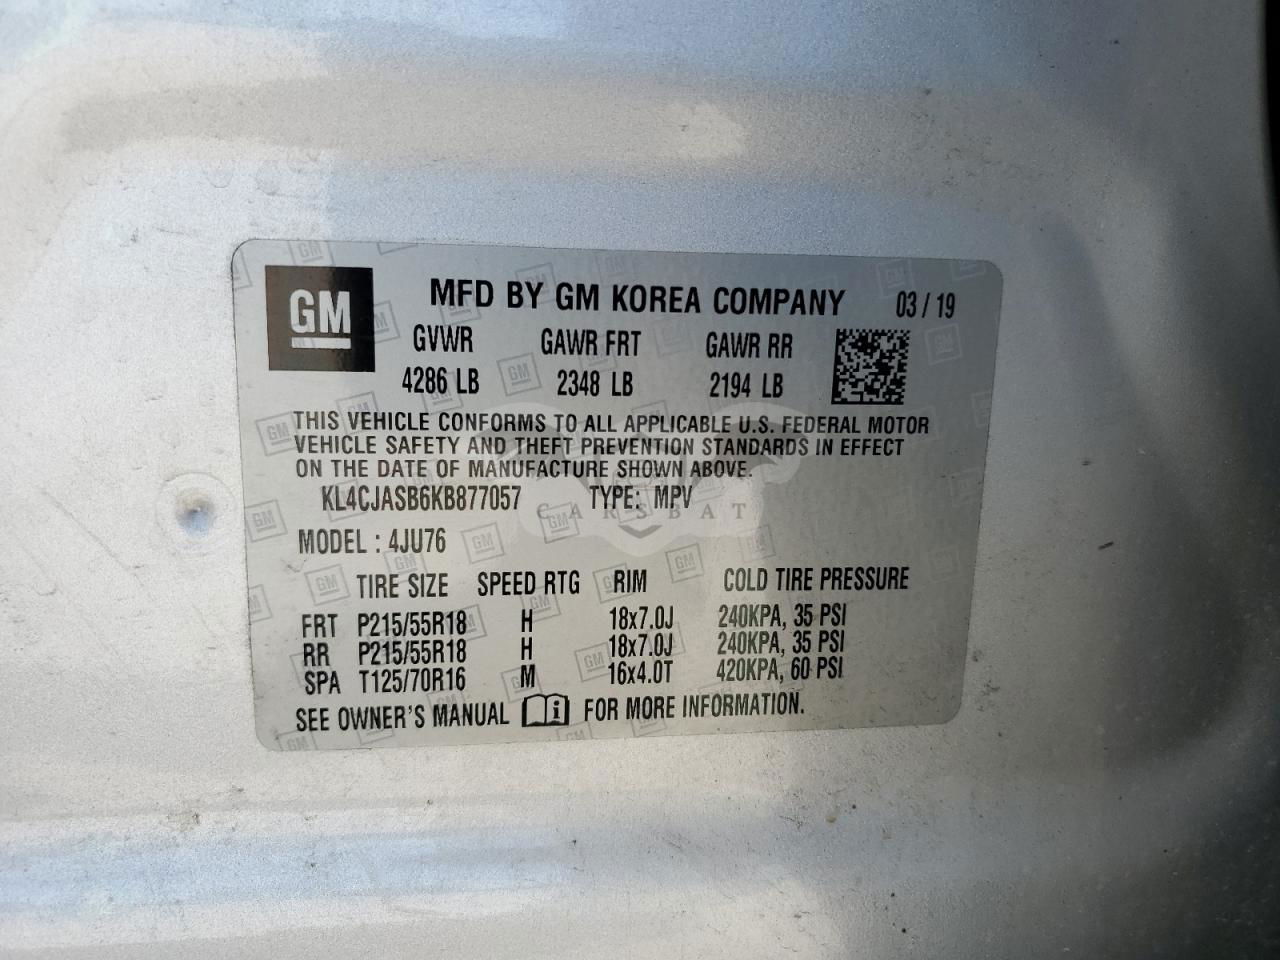 GM
MFD BY GM KOREA COMPANY 03 / 19
GVWR GAWR FRT GAWR RR
4286 LB 2348 LB 2194 LB
THIS VEHICLE CONFORMS TO ALL APPLICABLE U.S. FEDERAL MOTOR
VEHICLE SAFETY AND THEFT PREVENTION STANDARDS IN EFFECT
ON THE DATE OF MANUFACTURE SHOWN ABOVE.
KL4CJASB6KB877057 TYPE: MPV
CARSBAT
MODEL : 4JU76
TIRE SIZE SPEED RTG RIM COLD TIRE PRESSURE
FRT P215/55R18 H 18x7.0J 240KPA, 35 PSI
RR P215/55R18 H 18x7.0J 240KPA, 35 PSI
SPA T125/70R16 M 16x4.0T 420KPA, 60 PSI
SEE OWNER'S MANUAL i FOR MORE INFORMATION.